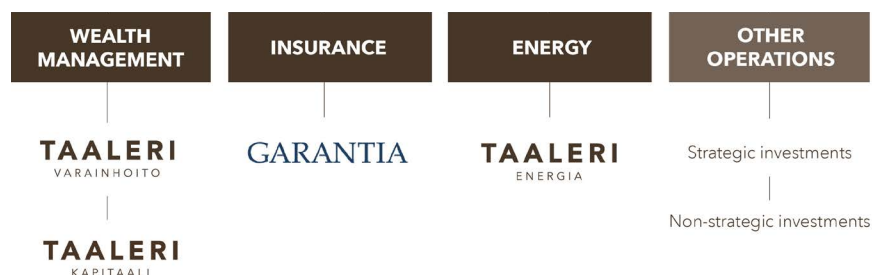 WEALTH
MANAGEMENT
TAALERI
VARAINHOITO
TAALERI
KAPITAALI
INSURANCE
GARANTIA
ENERGY
TAALERI
ENERGIA
OTHER
OPERATIONS
Strategic investments
Non-strategic investments